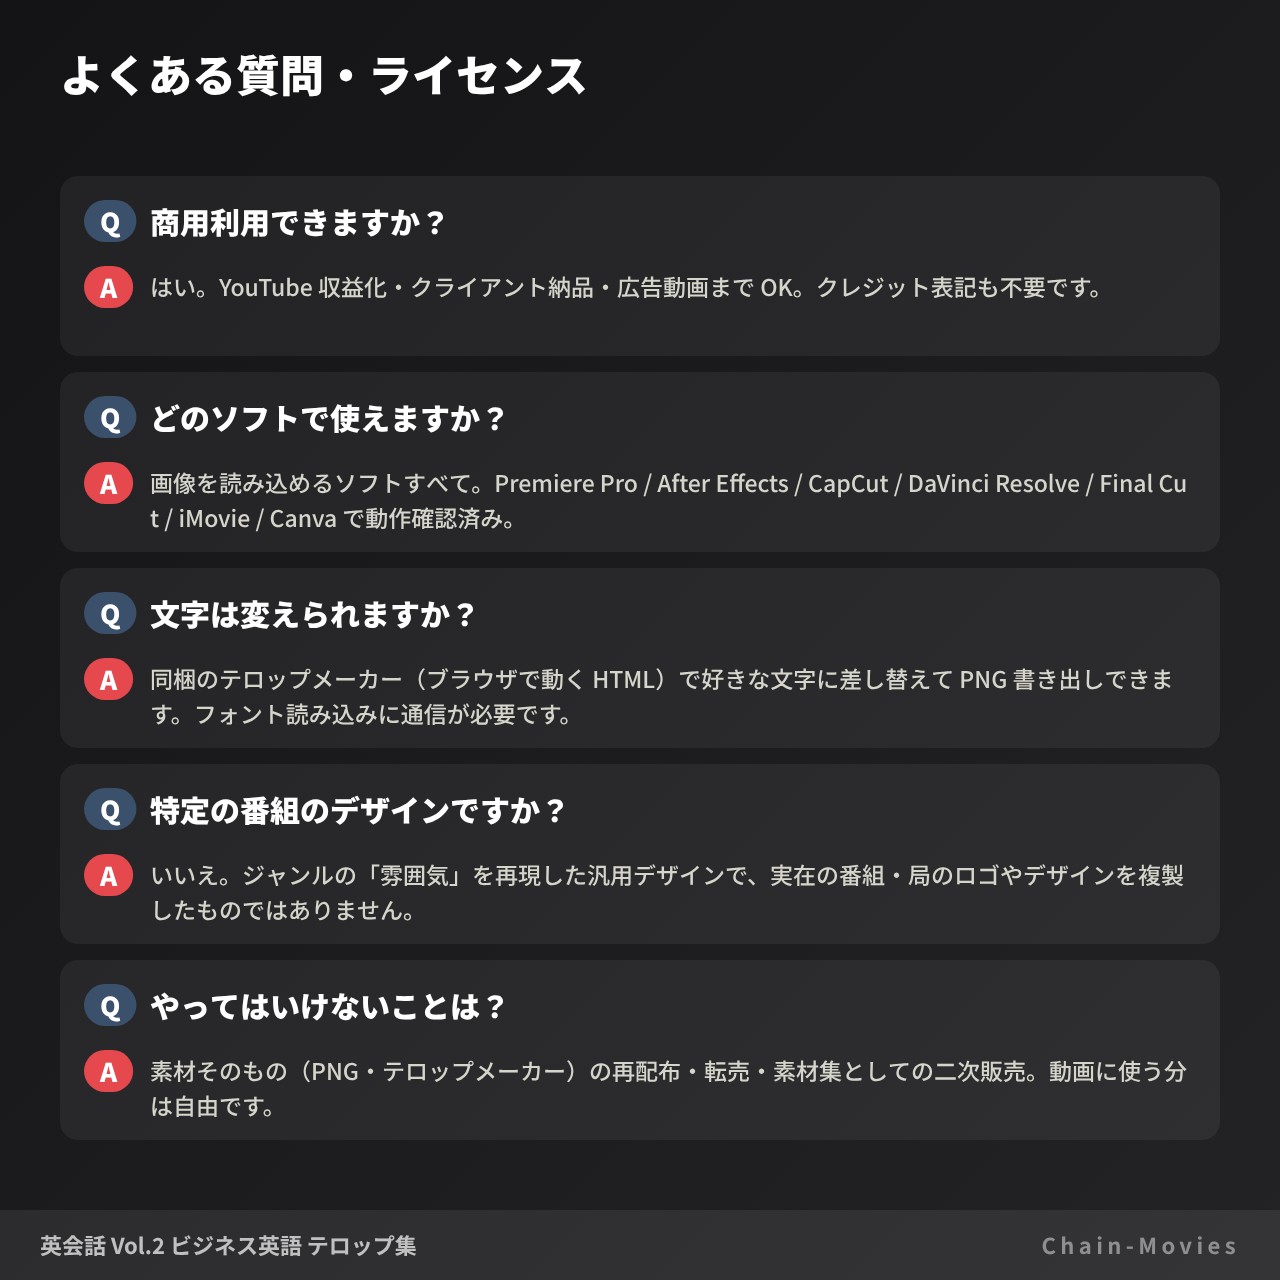 よくある質問・ライセンス
Q 商用利用できますか？
A はい。YouTube 収益化・クライアント納品・広告動画まで OK。クレジット表記も不要です。
Q どのソフトで使えますか？
A 画像を読み込めるソフトすべて。Premiere Pro / After Effects / CapCut / DaVinci Resolve / Final Cu
t / iMovie / Canva で動作確認済み。
Q 文字は変えられますか？
A 同梱のテロップメーカー（ブラウザで動く HTML）で好きな文字に差し替えて PNG 書き出しできま
す。フォント読み込みに通信が必要です。
Q 特定の番組のデザインですか？
A いいえ。ジャンルの「雰囲気」を再現した汎用デザインで、実在の番組・局のロゴやデザインを複製
したものではありません。
Q やってはいけないことは？
A 素材そのもの（PNG・テロップメーカー）の再配布・転売・素材集としての二次販売。動画に使う分
は自由です。
英会話 Vol.2 ビジネス英語 テロップ集
Chain-Movies